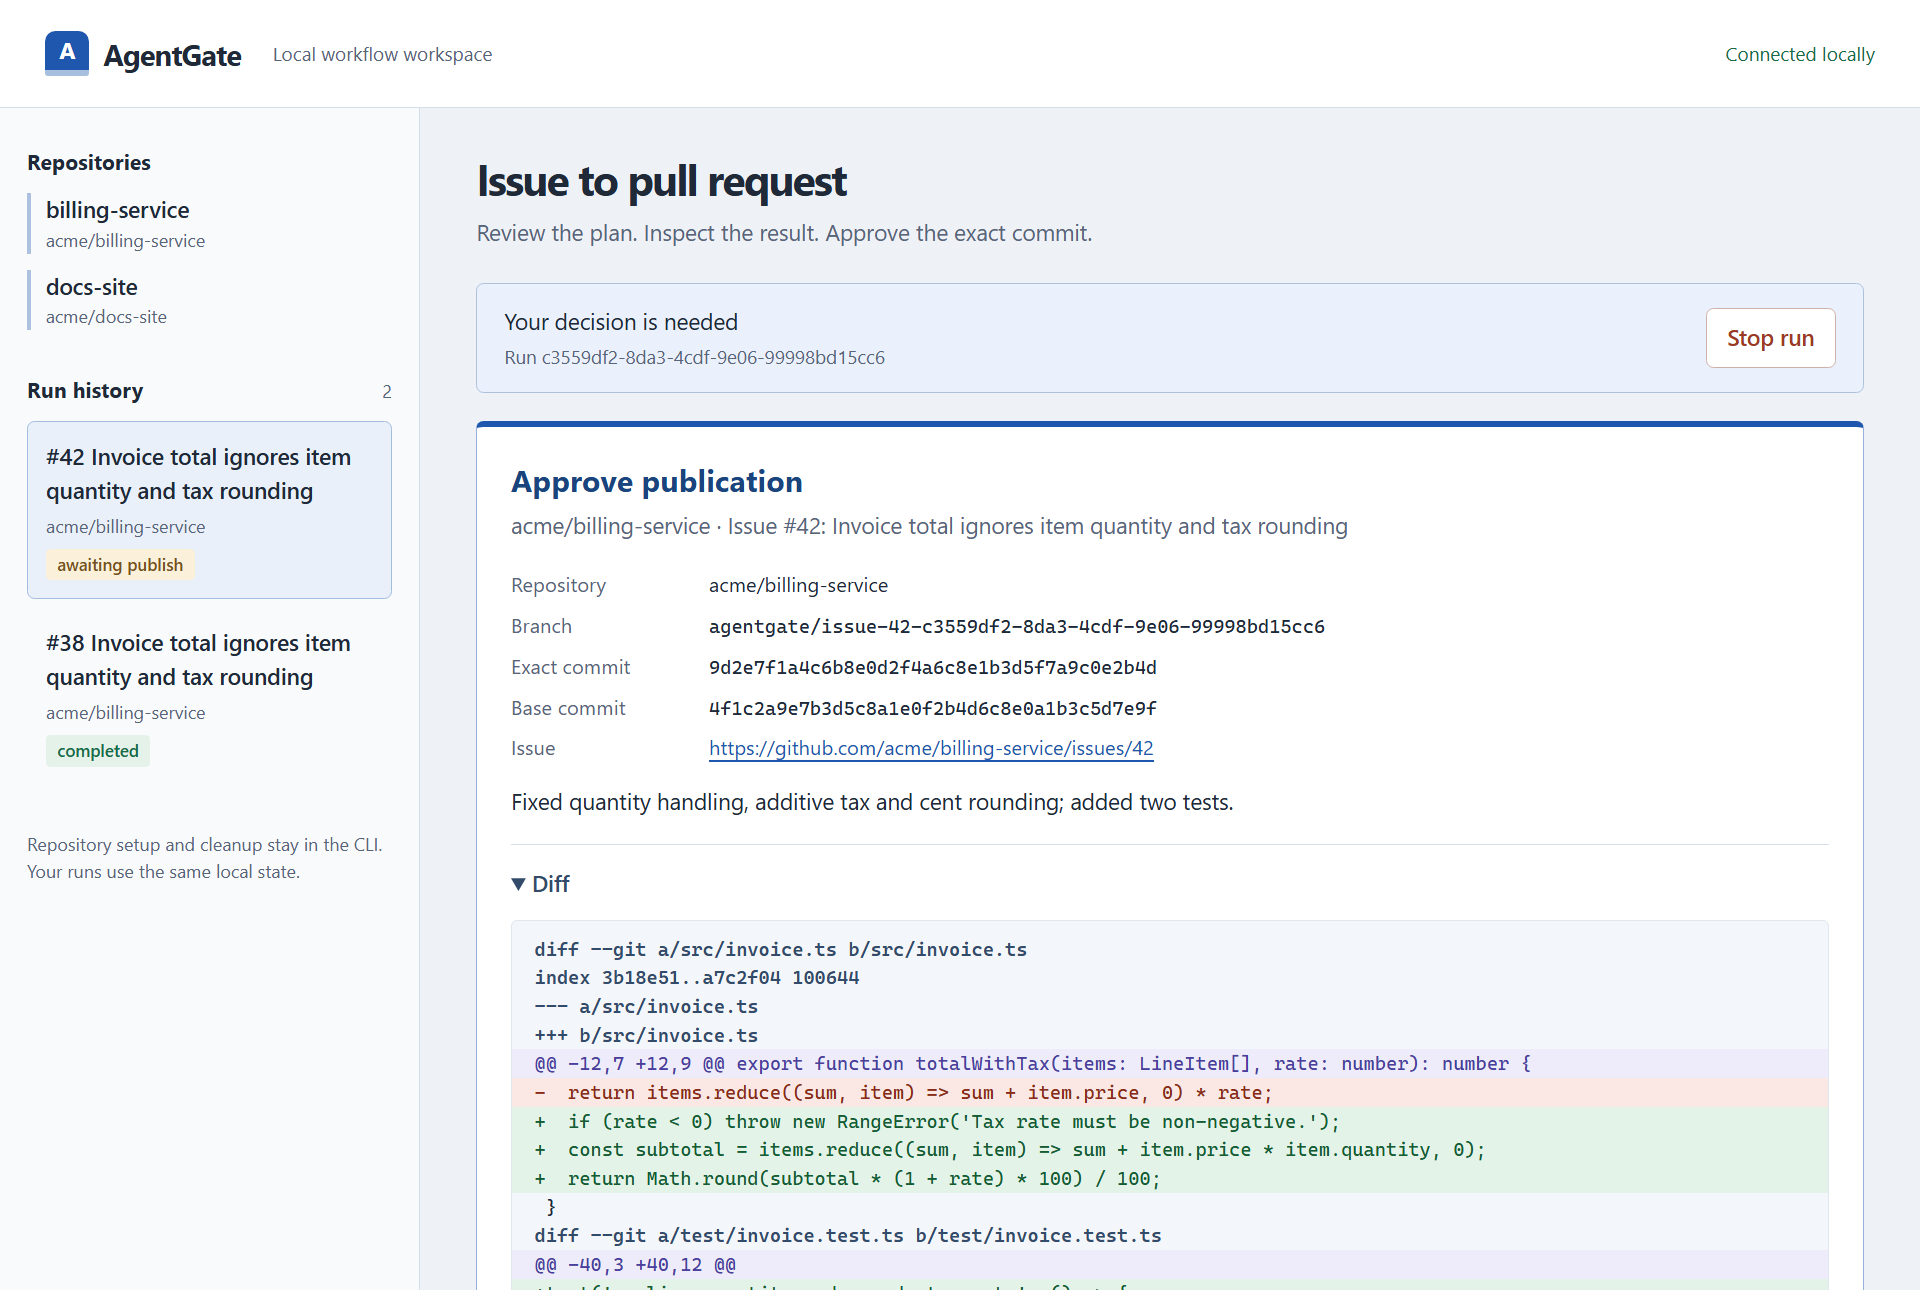 A
AgentGate
Local workflow workspace
Connected locally
Repositories
billing-service
acme/billing-service
docs-site
acme/docs-site
Run history
2
#42 Invoice total ignores item
quantity and tax rounding
acme/billing-service
awaiting publish
#38 Invoice total ignores item
quantity and tax rounding
acme/billing-service
completed
Repository setup and cleanup stay in the CLI.
Your runs use the same local state.
Issue to pull request
Review the plan. Inspect the result. Approve the exact commit.
Your decision is needed
Run c3559df2-8da3-4cdf-9e06-99998bd15cc6
Stop run
Approve publication
acme/billing-service · Issue #42: Invoice total ignores item quantity and tax rounding
Repository acme/billing-service
Branch agentgate/issue-42-c3559df2-8da3-4cdf-9e06-99998bd15cc6
Exact commit 9d2e7f1a4c6b8e0d2f4a6c8e1b3d5f7a9c0e2b4d
Base commit 4f1c2a9e7b3d5c8a1e0f2b4d6c8e0a1b3c5d7e9f
Issue https://github.com/acme/billing-service/issues/42
Fixed quantity handling, additive tax and cent rounding; added two tests.
▼ Diff
diff --git a/src/invoice.ts b/src/invoice.ts
index 3b18e51..a7c2f04 100644
--- a/src/invoice.ts
+++ b/src/invoice.ts
@@ -12,7 +12,9 @@ export function totalWithTax(items: LineItem[], rate: number): number {
-  return items.reduce((sum, item) => sum + item.price, 0) * rate;
+  if (rate < 0) throw new RangeError('Tax rate must be non-negative.');
+  const subtotal = items.reduce((sum, item) => sum + item.price * item.quantity, 0);
+  return Math.round(subtotal * (1 + rate) * 100) / 100;
 }
diff --git a/test/invoice.test.ts b/test/invoice.test.ts
@@ -40,3 +40,12 @@